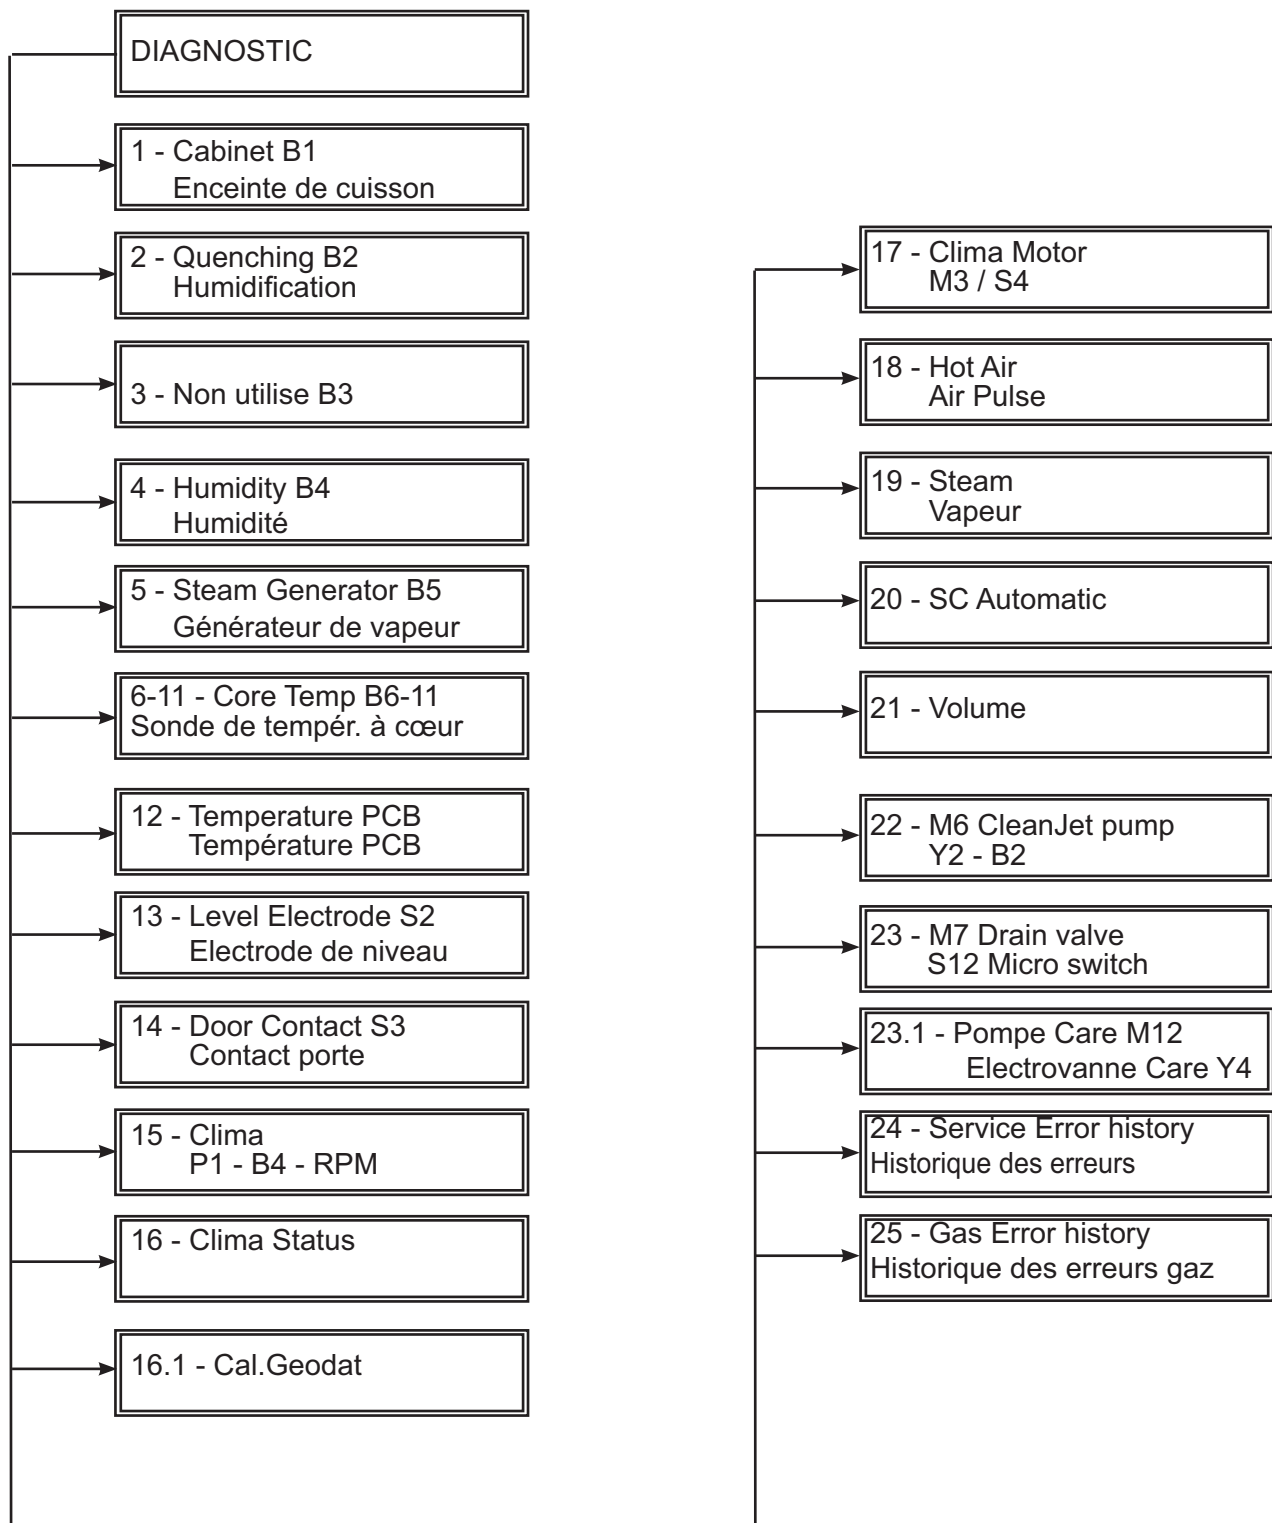 DIAGNOSTIC
1 - Cabinet B1
Enceinte de cuisson
2 - Quenching B2
Humidification
3 - Non utilise B3
4 - Humidity B4
Humidité
5 - Steam Generator B5
Générateur de vapeur
6-11 - Core Temp B6-11
Sonde de tempér. à cœur
12 - Temperature PCB
Température PCB
13 - Level Electrode S2
Electrode de niveau
14 - Door Contact S3
Contact porte
15 - Clima
P1 - B4 - RPM
16 - Clima Status
16.1 - Cal.Geodat
17 - Clima Motor
M3 / S4
18 - Hot Air
Air Pulse
19 - Steam
Vapeur
20 - SC Automatic
21 - Volume
22 - M6 CleanJet pump
Y2 - B2
23 - M7 Drain valve
S12 Micro switch
23.1 - Pompe Care M12
Electrovanne Care Y4
24 - Service Error history
Historique des erreurs
25 - Gas Error history
Historique des erreurs gaz